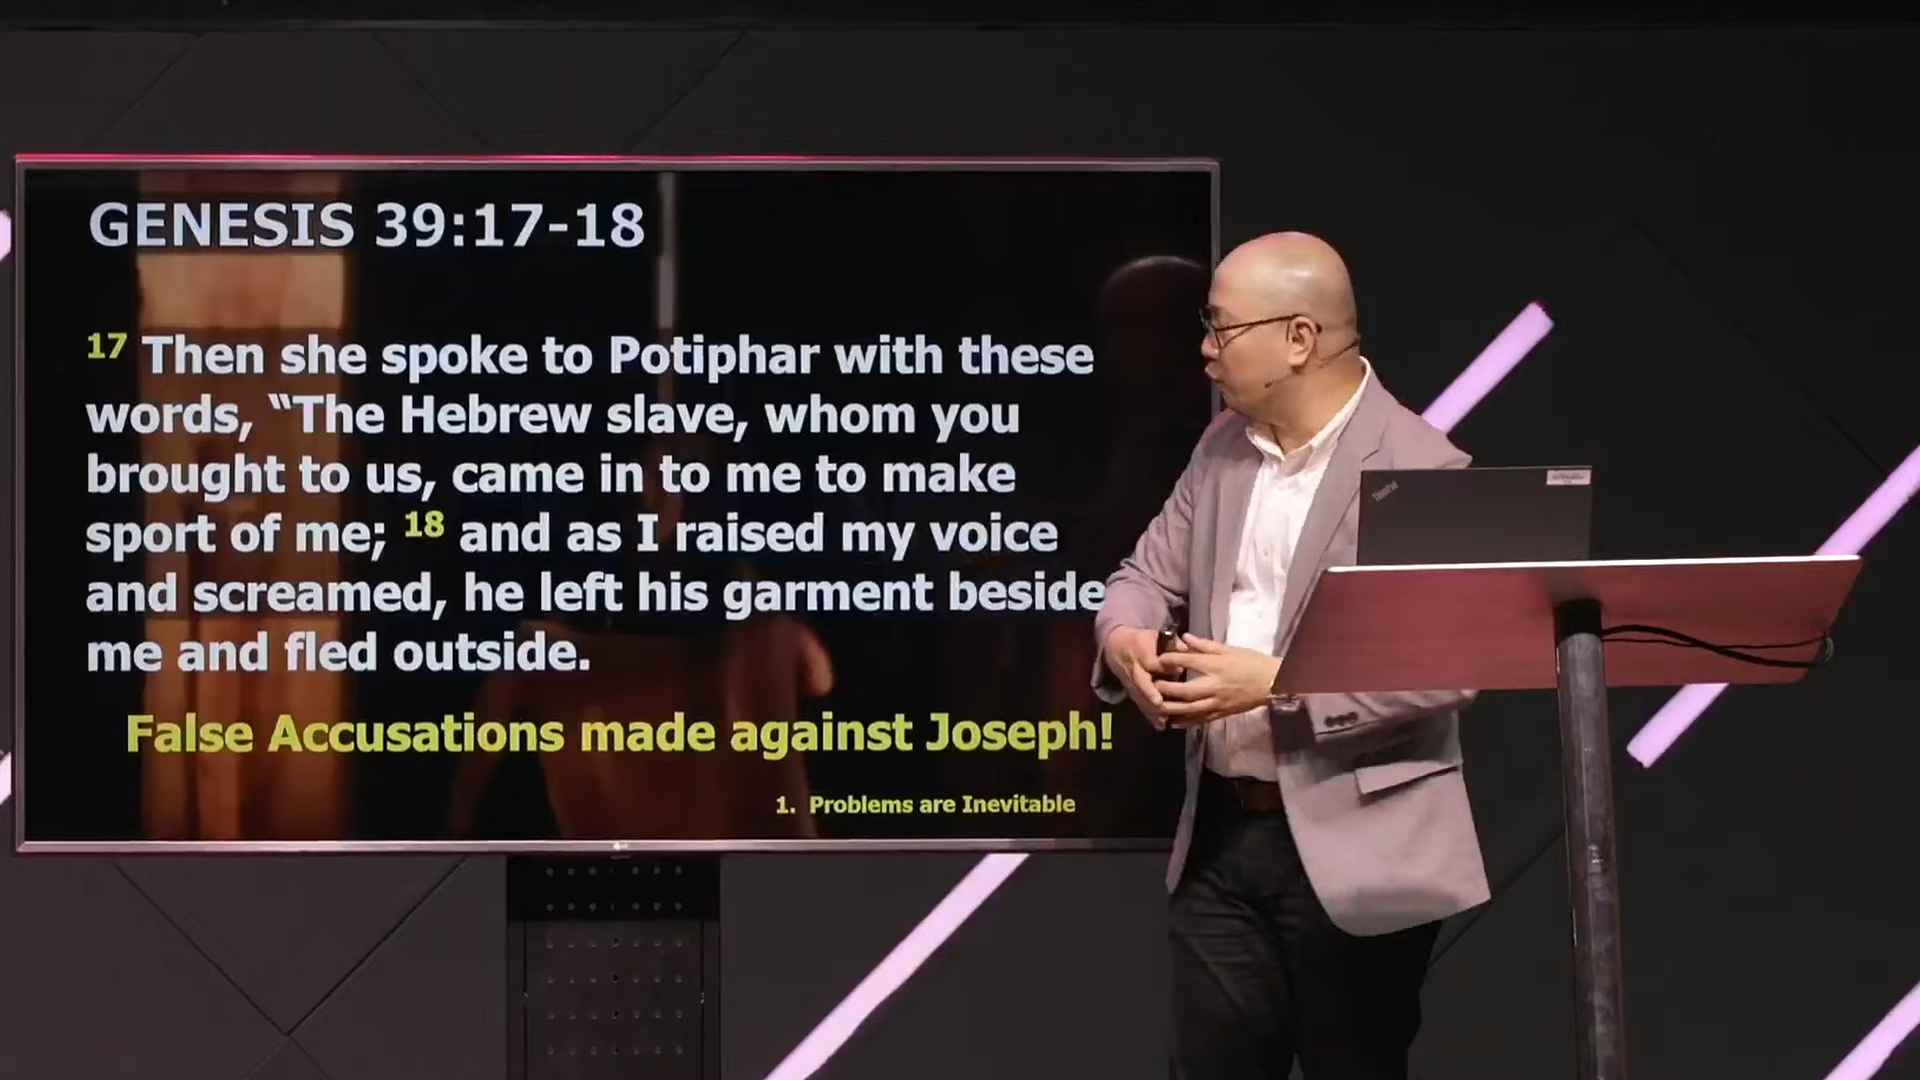 GENESIS 39:17-18
17 Then she spoke to Potiphar with these
words, “The Hebrew slave, whom you
brought to us, came in to me to make
sport of me; 18 and as I raised my voice
and screamed, he left his garment beside
me and fled outside.
False Accusations made against Joseph!
1. Problems are Inevitable
ThinkPad